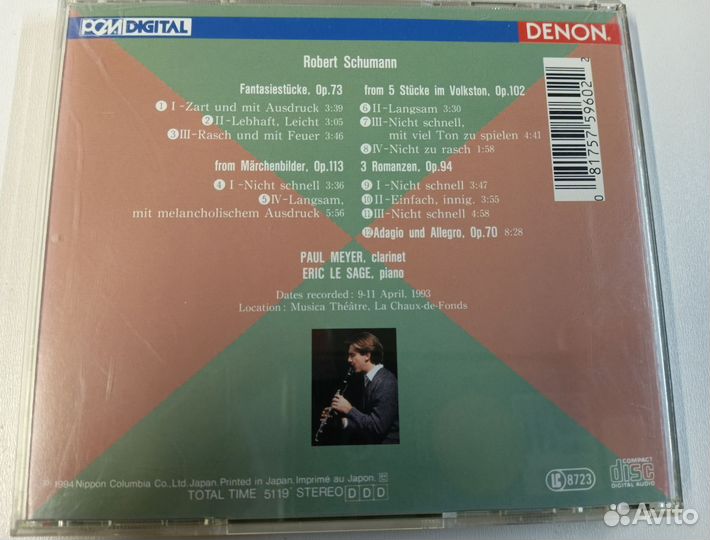 PCM DIGITAL
DENON
Robert Schumann
Fantasiestücke, Op.73
① I-Zart und mit Ausdruck 3:39
② II-Lebhaft, Leicht 3:05
③ III-Rasch und mit Feuer 3:46
from Märchenbilder, Op.113
④ I-Nicht schnell 3:36
⑤ IV-Langsam,
mit melancholischem Ausdruck 5:56
from 5 Stücke im Volkston, Op.102
⑥ II-Langsam 3:30
⑦ III-Nicht schnell,
mit viel Ton zu spielen 4:41
⑧ IV-Nicht zu rasch 1:58
3 Romanzen, Op.94
⑨ I-Nicht schnell 3:47
⑩ II-Einfach, innig. 3:55
⑪ III-Nicht schnell 4:58
⑫ Adagio und Allegro, Op.70 8:28
0 81757 59602 2
PAUL MEYER, clarinet
ERIC LE SAGE, piano
Dates recorded: 9-11 April, 1993
Location: Musica Théâtre, La Chaux-de-Fonds
℗ 1994 Nippon Columbia Co., Ltd. Japan. Printed in Japan. Imprimé au Japon.
TOTAL TIME 51'19" STEREO DDD
LC 8723
COMPACT
disc
DIGITAL AUDIO
Avito